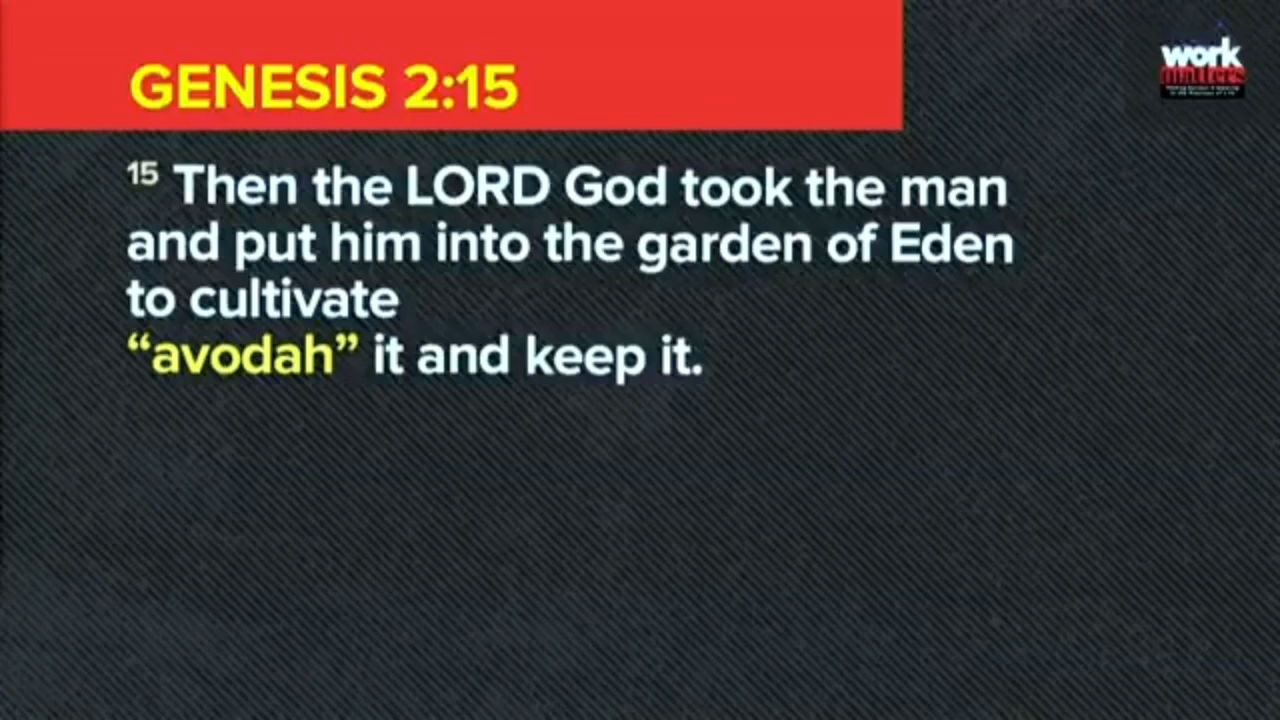 GENESIS 2:15
work
matters
15 Then the LORD God took the man
and put him into the garden of Eden
to cultivate
“avodah” it and keep it.